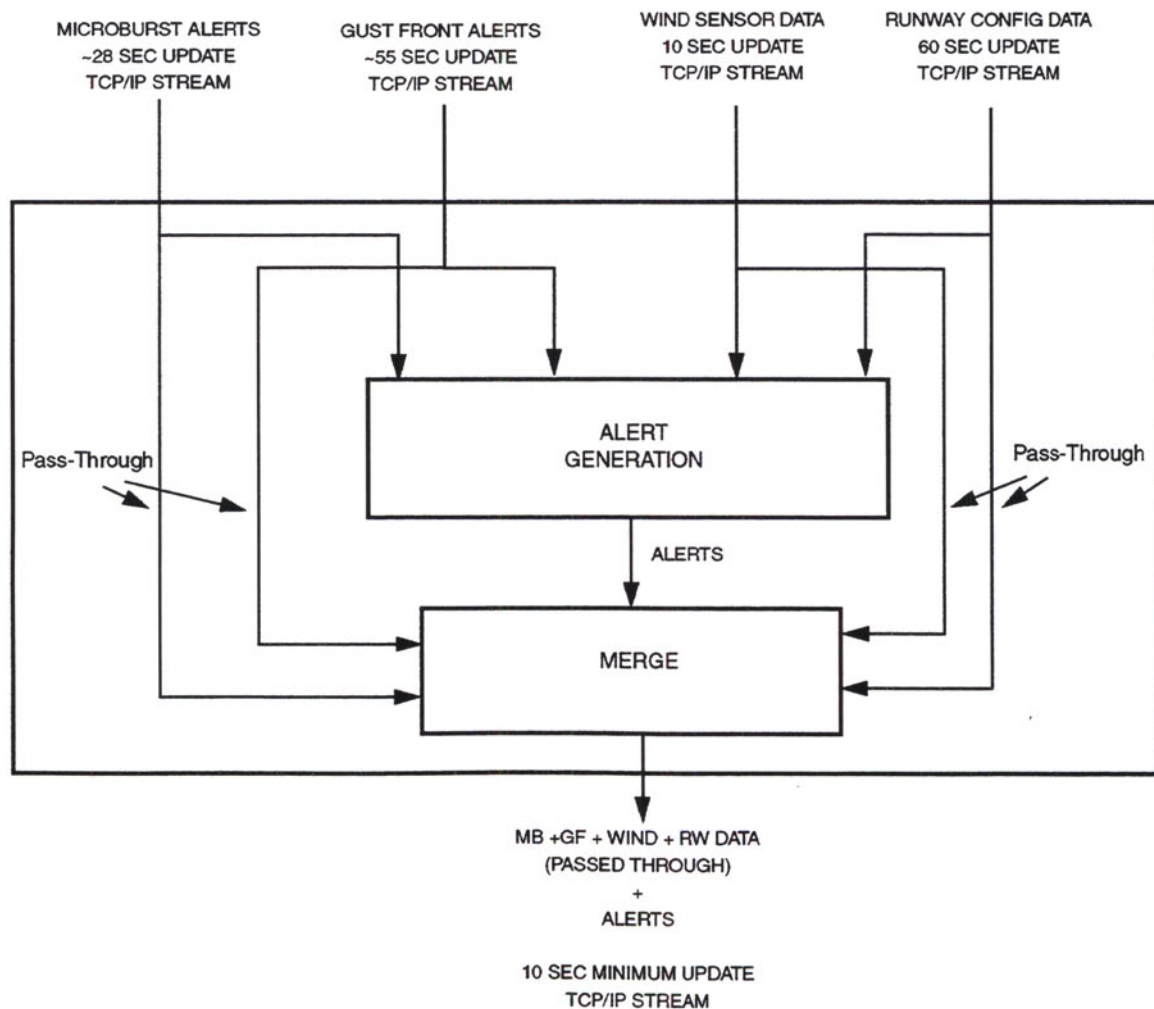 MICROBURST ALERTS
~28 SEC UPDATE
TCP/IP STREAM
GUST FRONT ALERTS
~55 SEC UPDATE
TCP/IP STREAM
WIND SENSOR DATA
10 SEC UPDATE
TCP/IP STREAM
RUNWAY CONFIG DATA
60 SEC UPDATE
TCP/IP STREAM
ALERT
GENERATION
Pass-Through
Pass-Through
ALERTS
MERGE
MB +GF + WIND + RW DATA
(PASSED THROUGH)
+
ALERTS
10 SEC MINIMUM UPDATE
TCP/IP STREAM